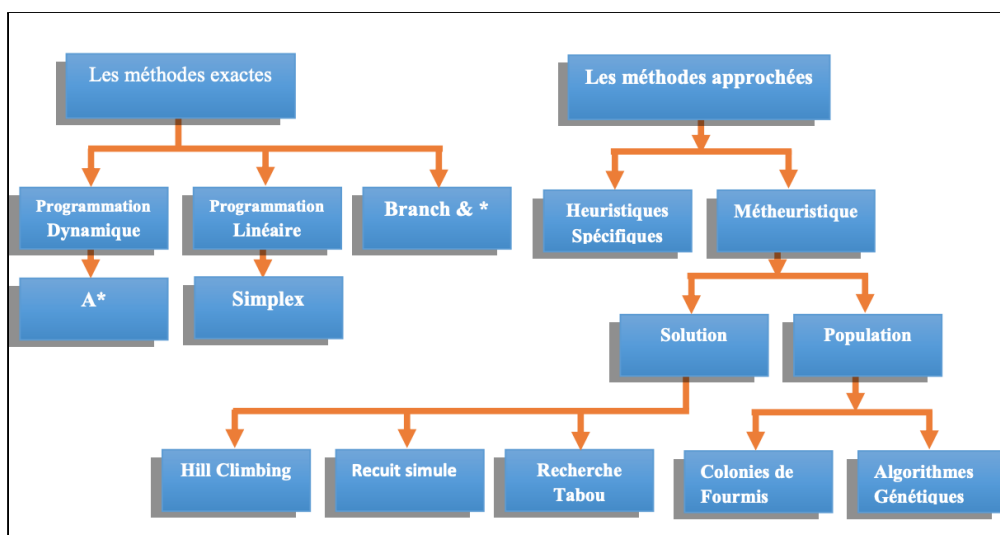 Les méthodes exactes
Les méthodes approchées
Programmation
Dynamique
Programmation
Linéaire
Branch & *
Heuristiques
Spécifiques
Métheuristique
A*
Simplex
Solution
Population
Hill Climbing
Recuit simule
Recherche
Tabou
Colonies de
Fourmis
Algorithmes
Génétiques